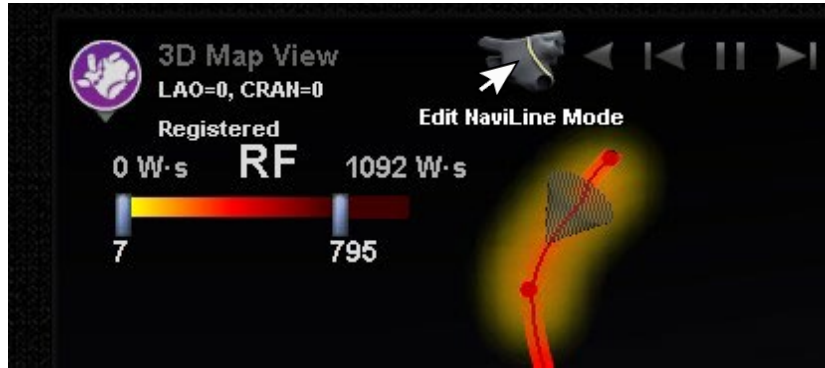 3D Map View
LAO=0, CRAN=0
Edit NaviLine Mode
Registered
0 W·s RF 1092 W·s
7 795